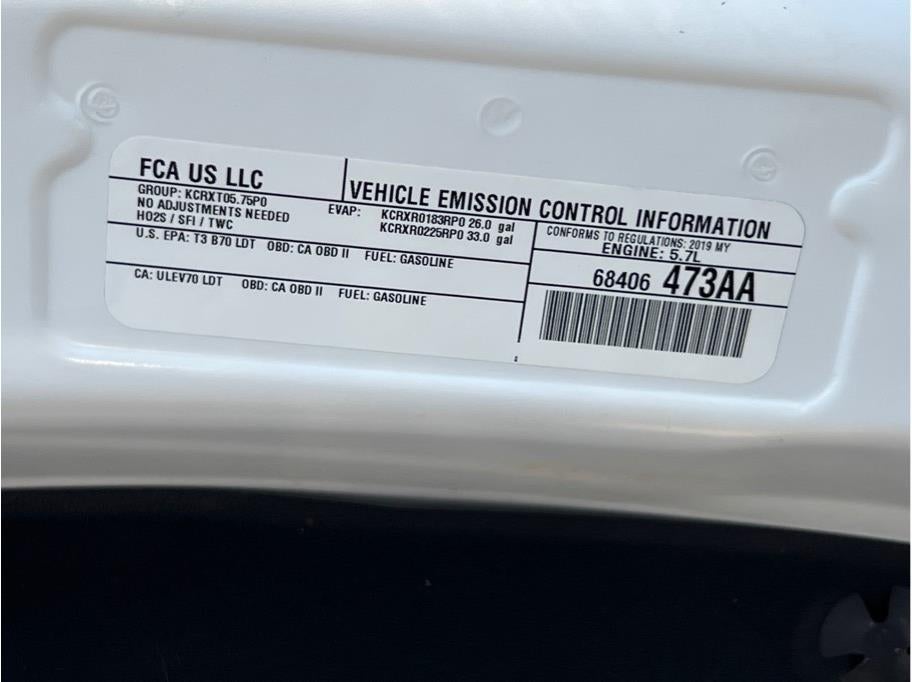 FCA US LLC
VEHICLE EMISSION CONTROL INFORMATION
GROUP: KCRXT05.75P0
NO ADJUSTMENTS NEEDED
HO2S / SFI / TWC
EVAP: KCRXR0183RP0 26.0 gal
KCRXR0225RP0 33.0 gal
CONFORMS TO REGULATIONS: 2019 MY
ENGINE: 5.7L
U.S. EPA: T3 B70 LDT OBD: CA OBD II FUEL: GASOLINE
CA: ULEV70 LDT OBD: CA OBD II FUEL: GASOLINE
68406 473AA